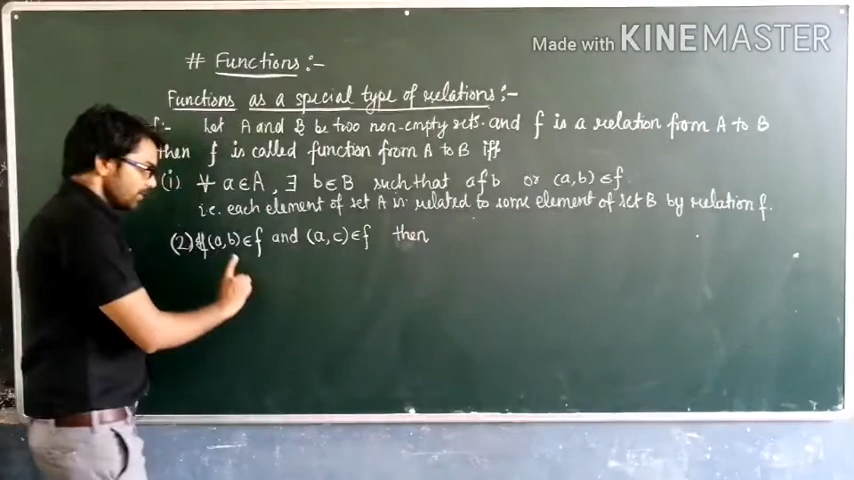 Made with KINEMASTER
# Functions :-
Functions as a special type of relations :-
f:- Let A and B be two non-empty sets. and f is a relation from A to B
then f is called function from A to B iff
(i) ∀ a∈A, ∃ b∈B such that a f b or (a,b) ∈ f.
i.e. each element of set A is related to some element of set B by relation f.
(2) If (a,b)∈f and (a,c)∈f then